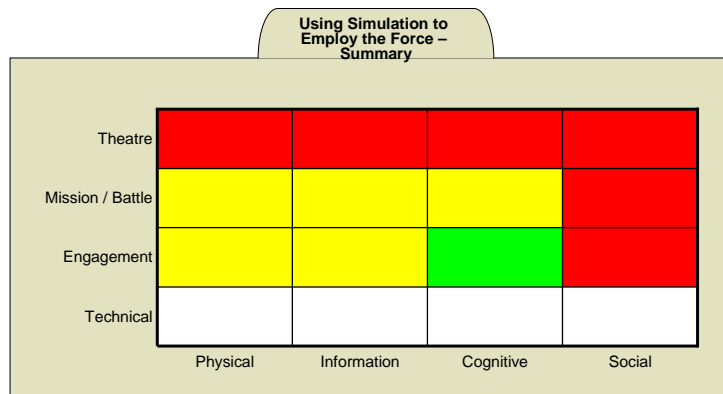 Using Simulation to
Employ the Force –
Summary
Theatre
Mission / Battle
Engagement
Technical
Physical
Information
Cognitive
Social